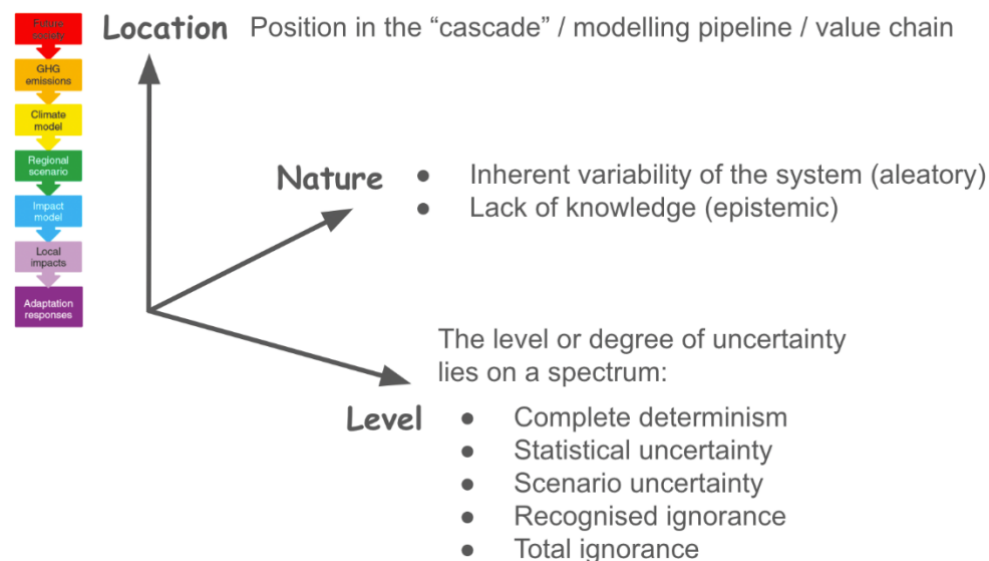 Future
society
GHG
emissions
Climate
model
Regional
scenario
Impact
model
Local
impacts
Adaptation
responses
Location
Position in the “cascade” / modelling pipeline / value chain
Nature
● Inherent variability of the system (aleatory)
● Lack of knowledge (epistemic)
The level or degree of uncertainty
lies on a spectrum:
Level
● Complete determinism
● Statistical uncertainty
● Scenario uncertainty
● Recognised ignorance
● Total ignorance